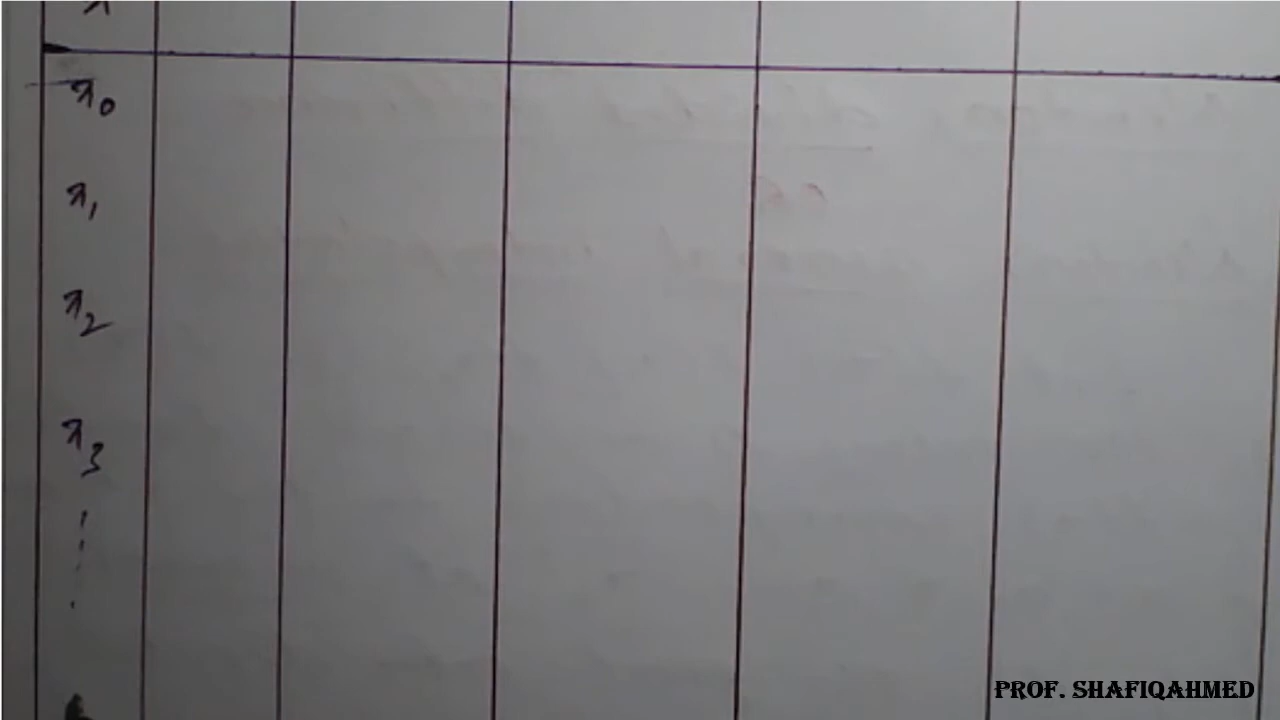 x
x₀
x₁
x₂
x₃
PROF. SHAFIQAHMED